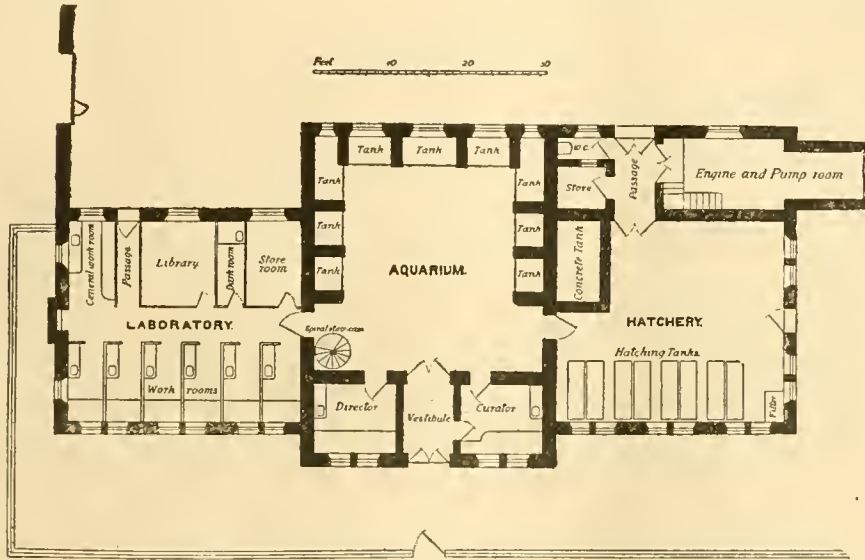 Feet 10 20 30
Tank Tank Tank
Tank Tank
Tank Tank
Tank Tank
W.C.
Store
Passage
Engine and Pump room
Concrete Tank
General work room
Passage
Library
Dark room
Store room
AQUARIUM.
LABORATORY.
HATCHERY.
Spiral stair-case
Hatching Tanks.
Work rooms
Director
Vestibule
Curator
Filter